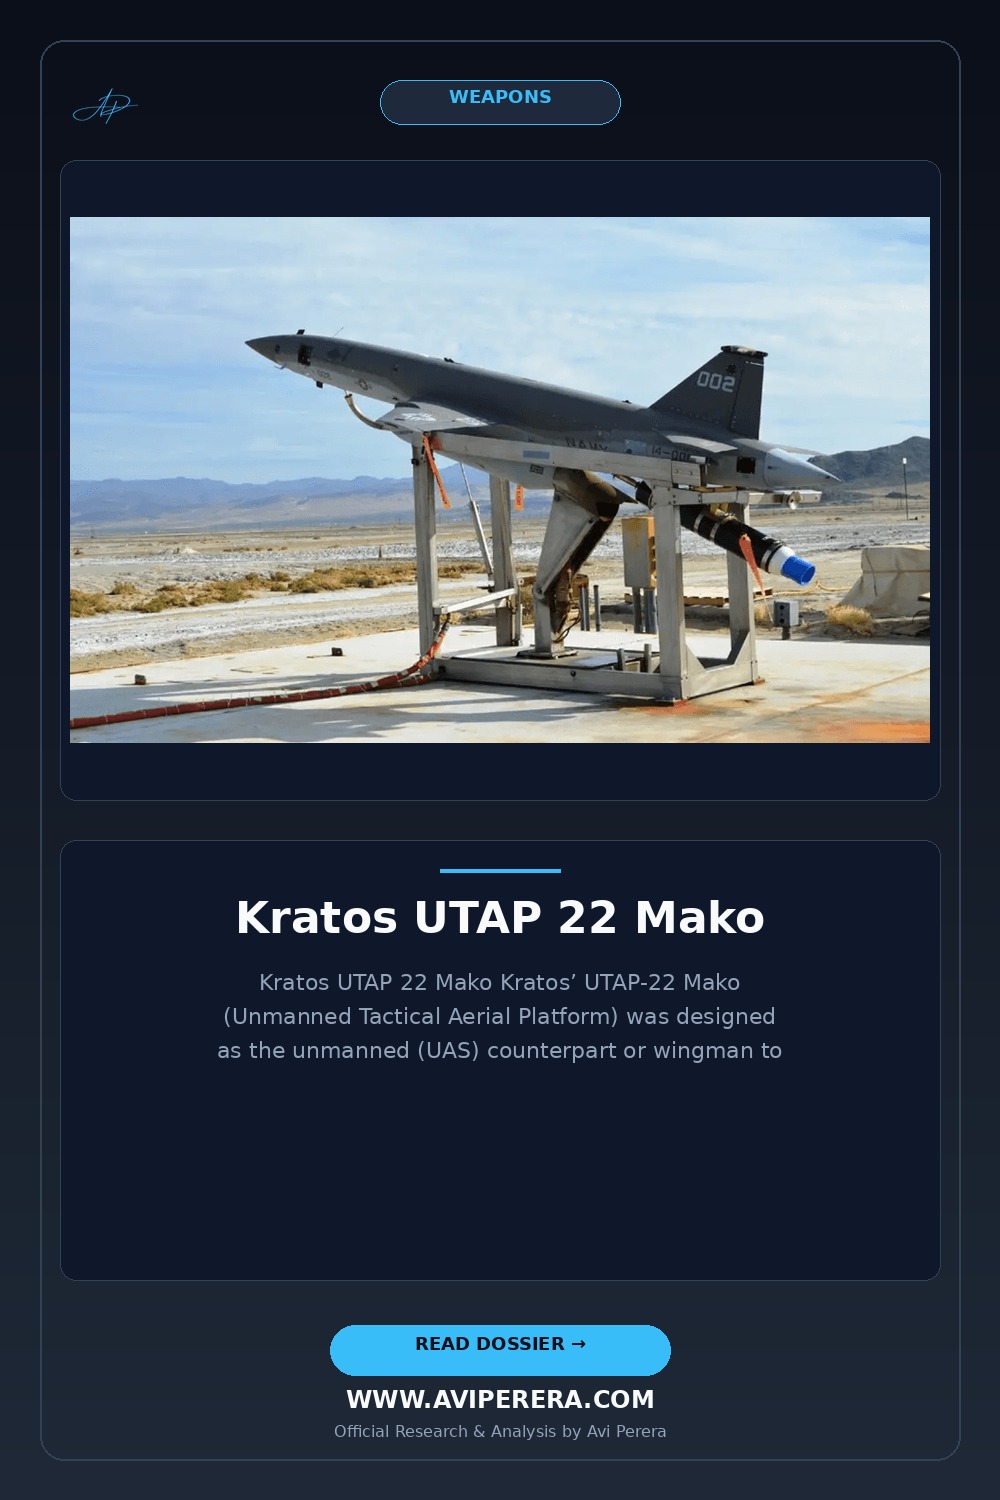 WEAPONS
002
NAVY
Kratos UTAP 22 Mako
Kratos UTAP 22 Mako Kratos’ UTAP-22 Mako
(Unmanned Tactical Aerial Platform) was designed
as the unmanned (UAS) counterpart or wingman to
READ DOSSIER →
WWW.AVIPERERA.COM
Official Research & Analysis by Avi Perera